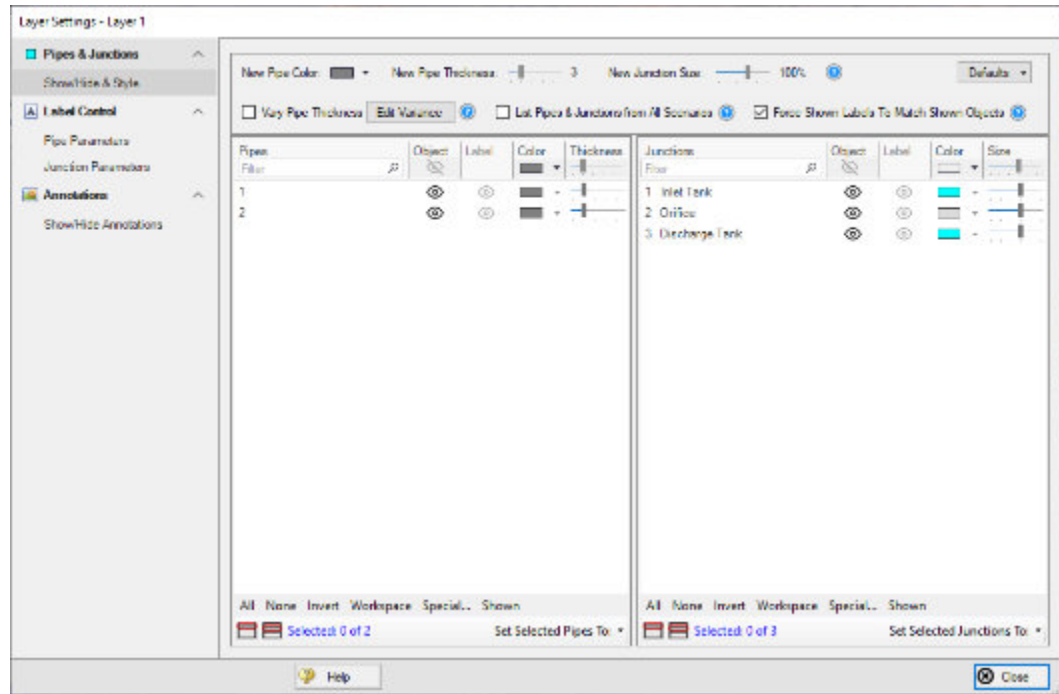 Layer Settings - Layer 1
Pipes & Junctions
Show/Hide & Style
Label Control
Pipe Parameters
Junction Parameters
Annotations
Show/Hide Annotations
New Pipe Color: New Pipe Thickness: 3 New Junction Size: 100% Defaults
Vary Pipe Thickness Edit Variance List Pipes & Junctions from All Scenarios Force Shown Labels To Match Shown Objects
Pipes Object Label Color Thickness
Filter
1
2
Junctions Object Label Color Size
Filter
1 Inlet Tank
2 Orifice
3 Discharge Tank
All None Invert Workspace Special... Shown
Selected: 0 of 2 Set Selected Pipes To:
All None Invert Workspace Special... Shown
Selected: 0 of 3 Set Selected Junctions To:
Help
Close